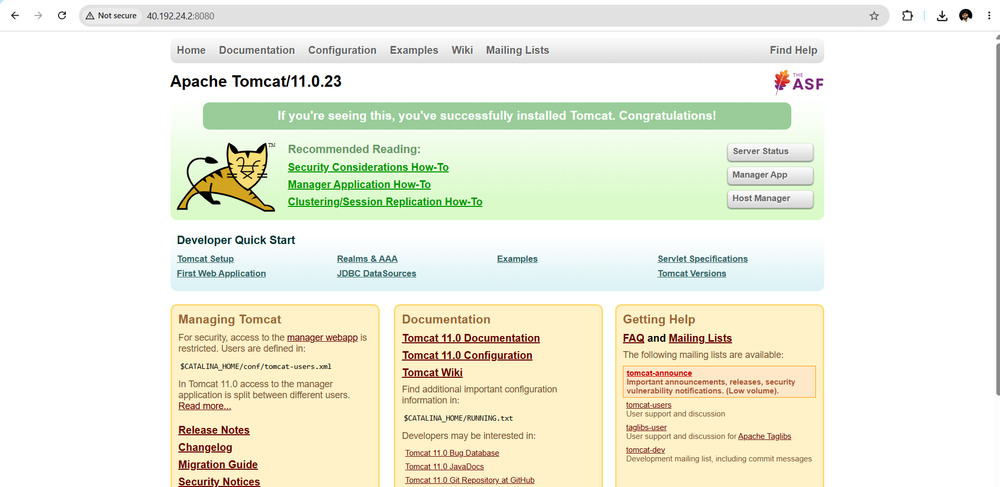 Not secure 40.192.24.2:8080
Home Documentation Configuration Examples Wiki Mailing Lists Find Help
Apache Tomcat/11.0.23
THE
ASF
If you're seeing this, you've successfully installed Tomcat. Congratulations!
TM
Recommended Reading:
Security Considerations How-To
Manager Application How-To
Clustering/Session Replication How-To
Server Status
Manager App
Host Manager
Developer Quick Start
Tomcat Setup
First Web Application
Realms & AAA
JDBC DataSources
Examples
Servlet Specifications
Tomcat Versions
Managing Tomcat
For security, access to the manager webapp is
restricted. Users are defined in:
$CATALINA_HOME/conf/tomcat-users.xml
In Tomcat 11.0 access to the manager
application is split between different users.
Read more...
Release Notes
Changelog
Migration Guide
Security Notices
Documentation
Tomcat 11.0 Documentation
Tomcat 11.0 Configuration
Tomcat Wiki
Find additional important configuration
information in:
$CATALINA_HOME/RUNNING.txt
Developers may be interested in:
Tomcat 11.0 Bug Database
Tomcat 11.0 JavaDocs
Tomcat 11.0 Git Repository at GitHub
Getting Help
FAQ and Mailing Lists
The following mailing lists are available:
tomcat-announce
Important announcements, releases, security
vulnerability notifications. (Low volume).
tomcat-users
User support and discussion
taglibs-user
User support and discussion for Apache Taglibs
tomcat-dev
Development mailing list, including commit messages